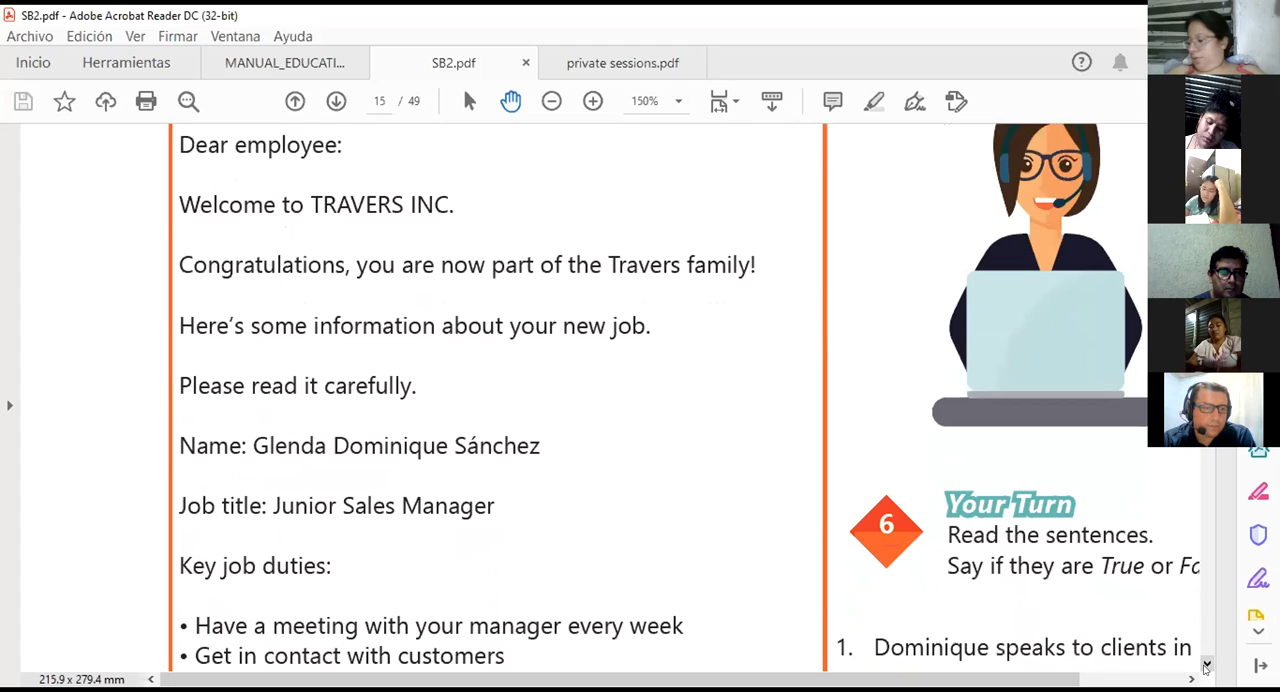 SB2.pdf - Adobe Acrobat Reader DC (32-bit)
Archivo Edición Ver Firmar Ventana Ayuda
Inicio Herramientas MANUAL_EDUCATI... SB2.pdf × private sessions.pdf
15 / 49 150%
Dear employee:
Welcome to TRAVERS INC.
Congratulations, you are now part of the Travers family!
Here's some information about your new job.
Please read it carefully.
Name: Glenda Dominique Sánchez
Job title: Junior Sales Manager
Key job duties:
• Have a meeting with your manager every week
• Get in contact with customers
6 Your Turn
Read the sentences.
Say if they are True or
1. Dominique speaks to clients in
215.9 x 279.4 mm